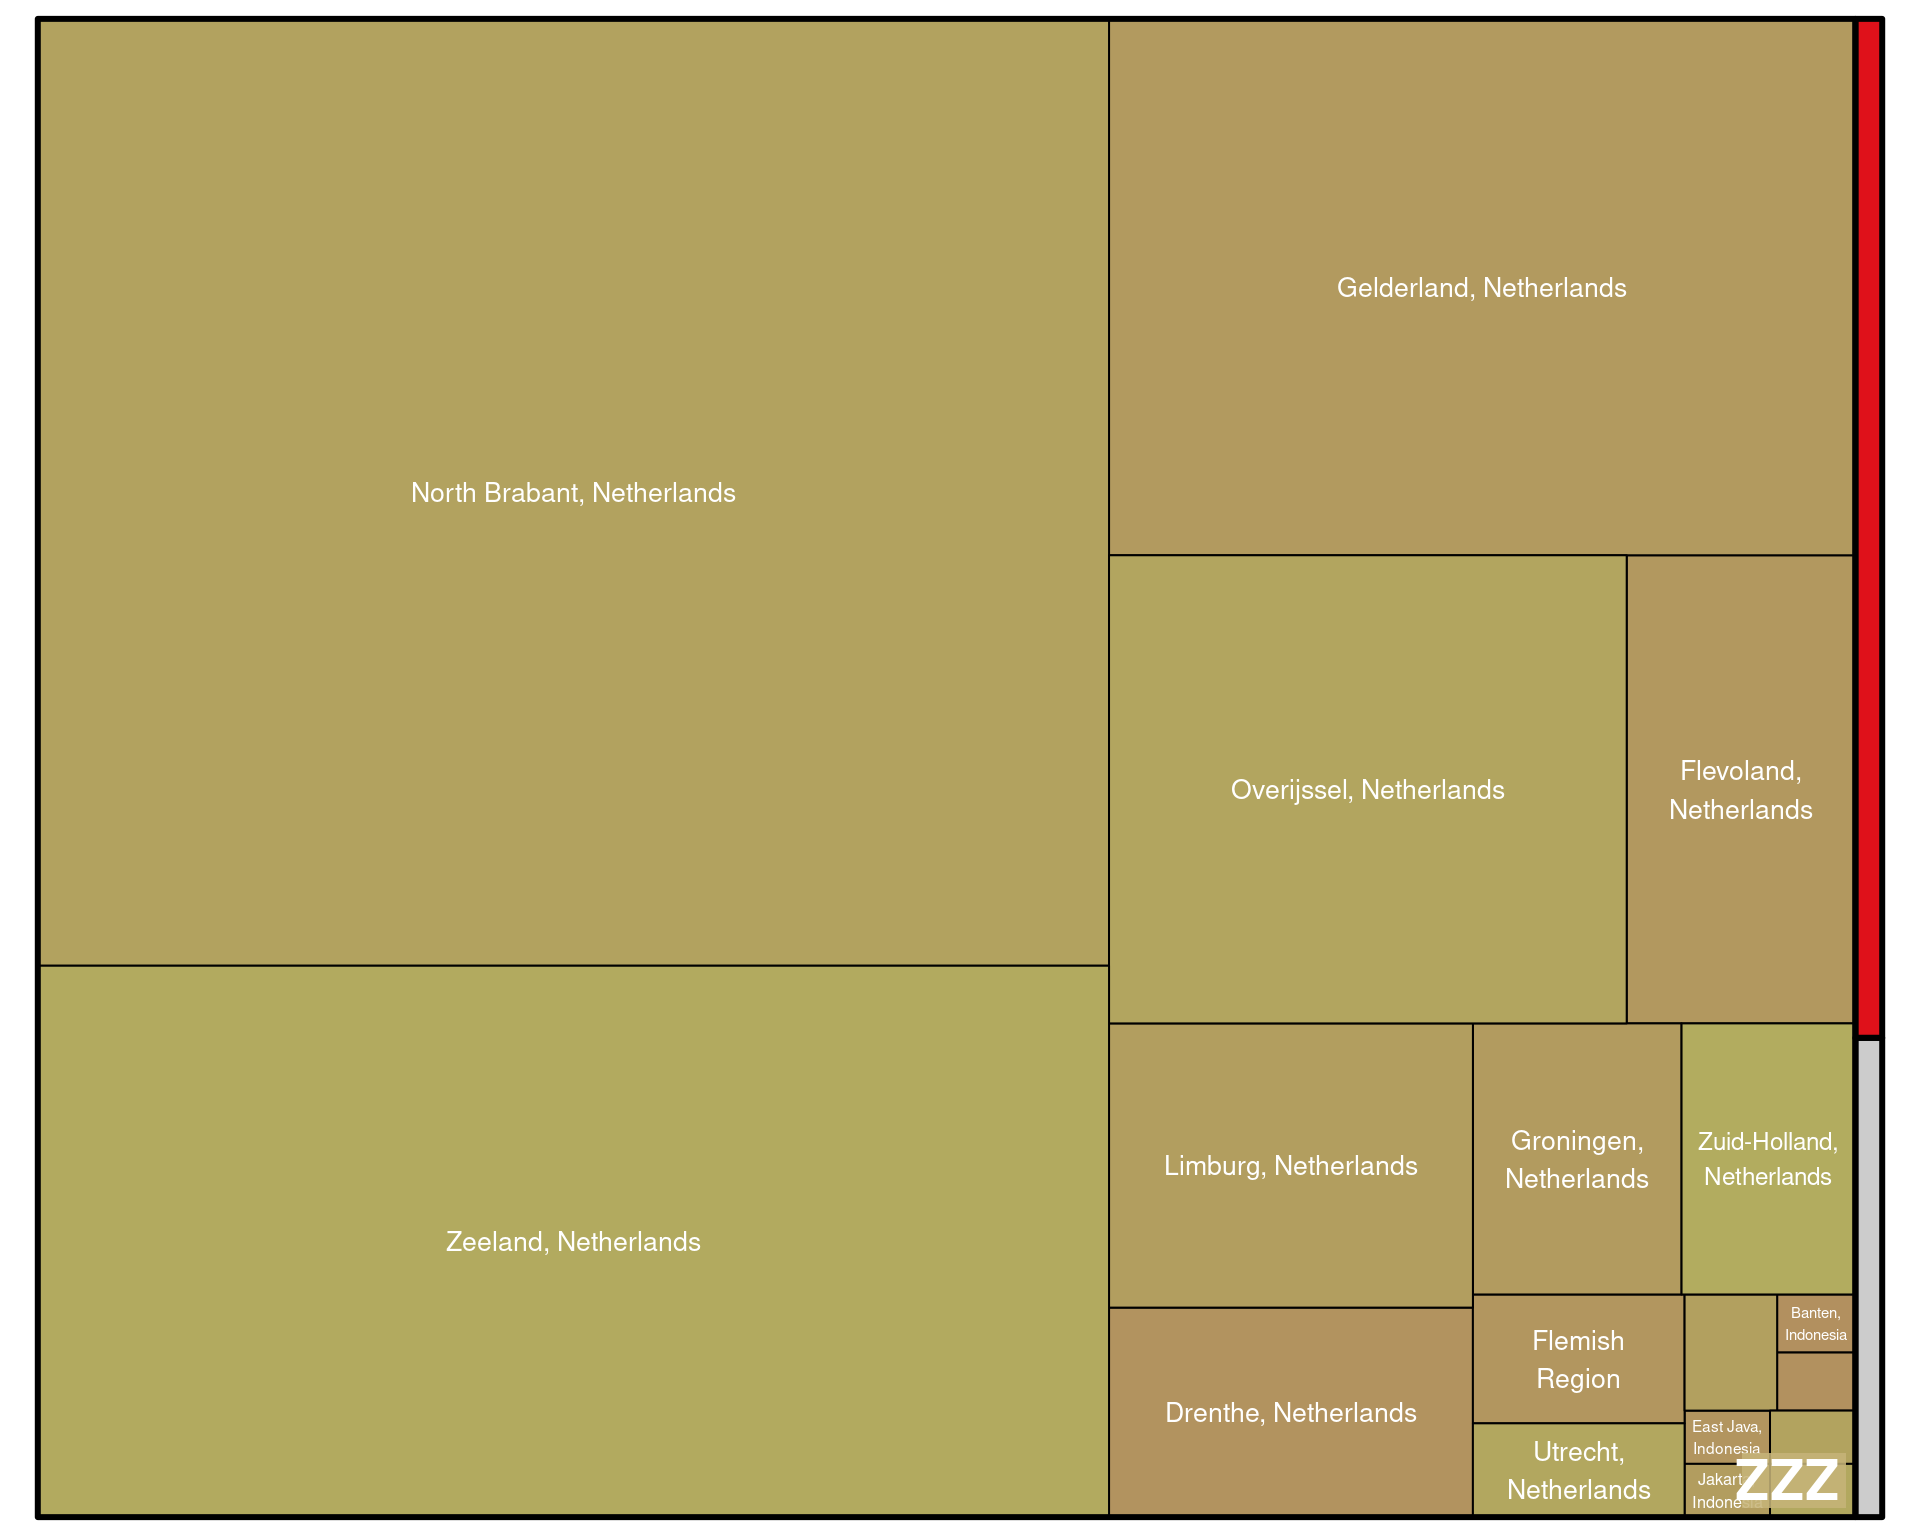 North Brabant, Netherlands
Zeeland, Netherlands
Gelderland, Netherlands
Overijssel, Netherlands
Flevoland,
Netherlands
Limburg, Netherlands
Drenthe, Netherlands
Groningen,
Netherlands
Zuid-Holland,
Netherlands
Flemish
Region
Utrecht,
Netherlands
Banten,
Indonesia
East Java,
Indonesia
ZZZ